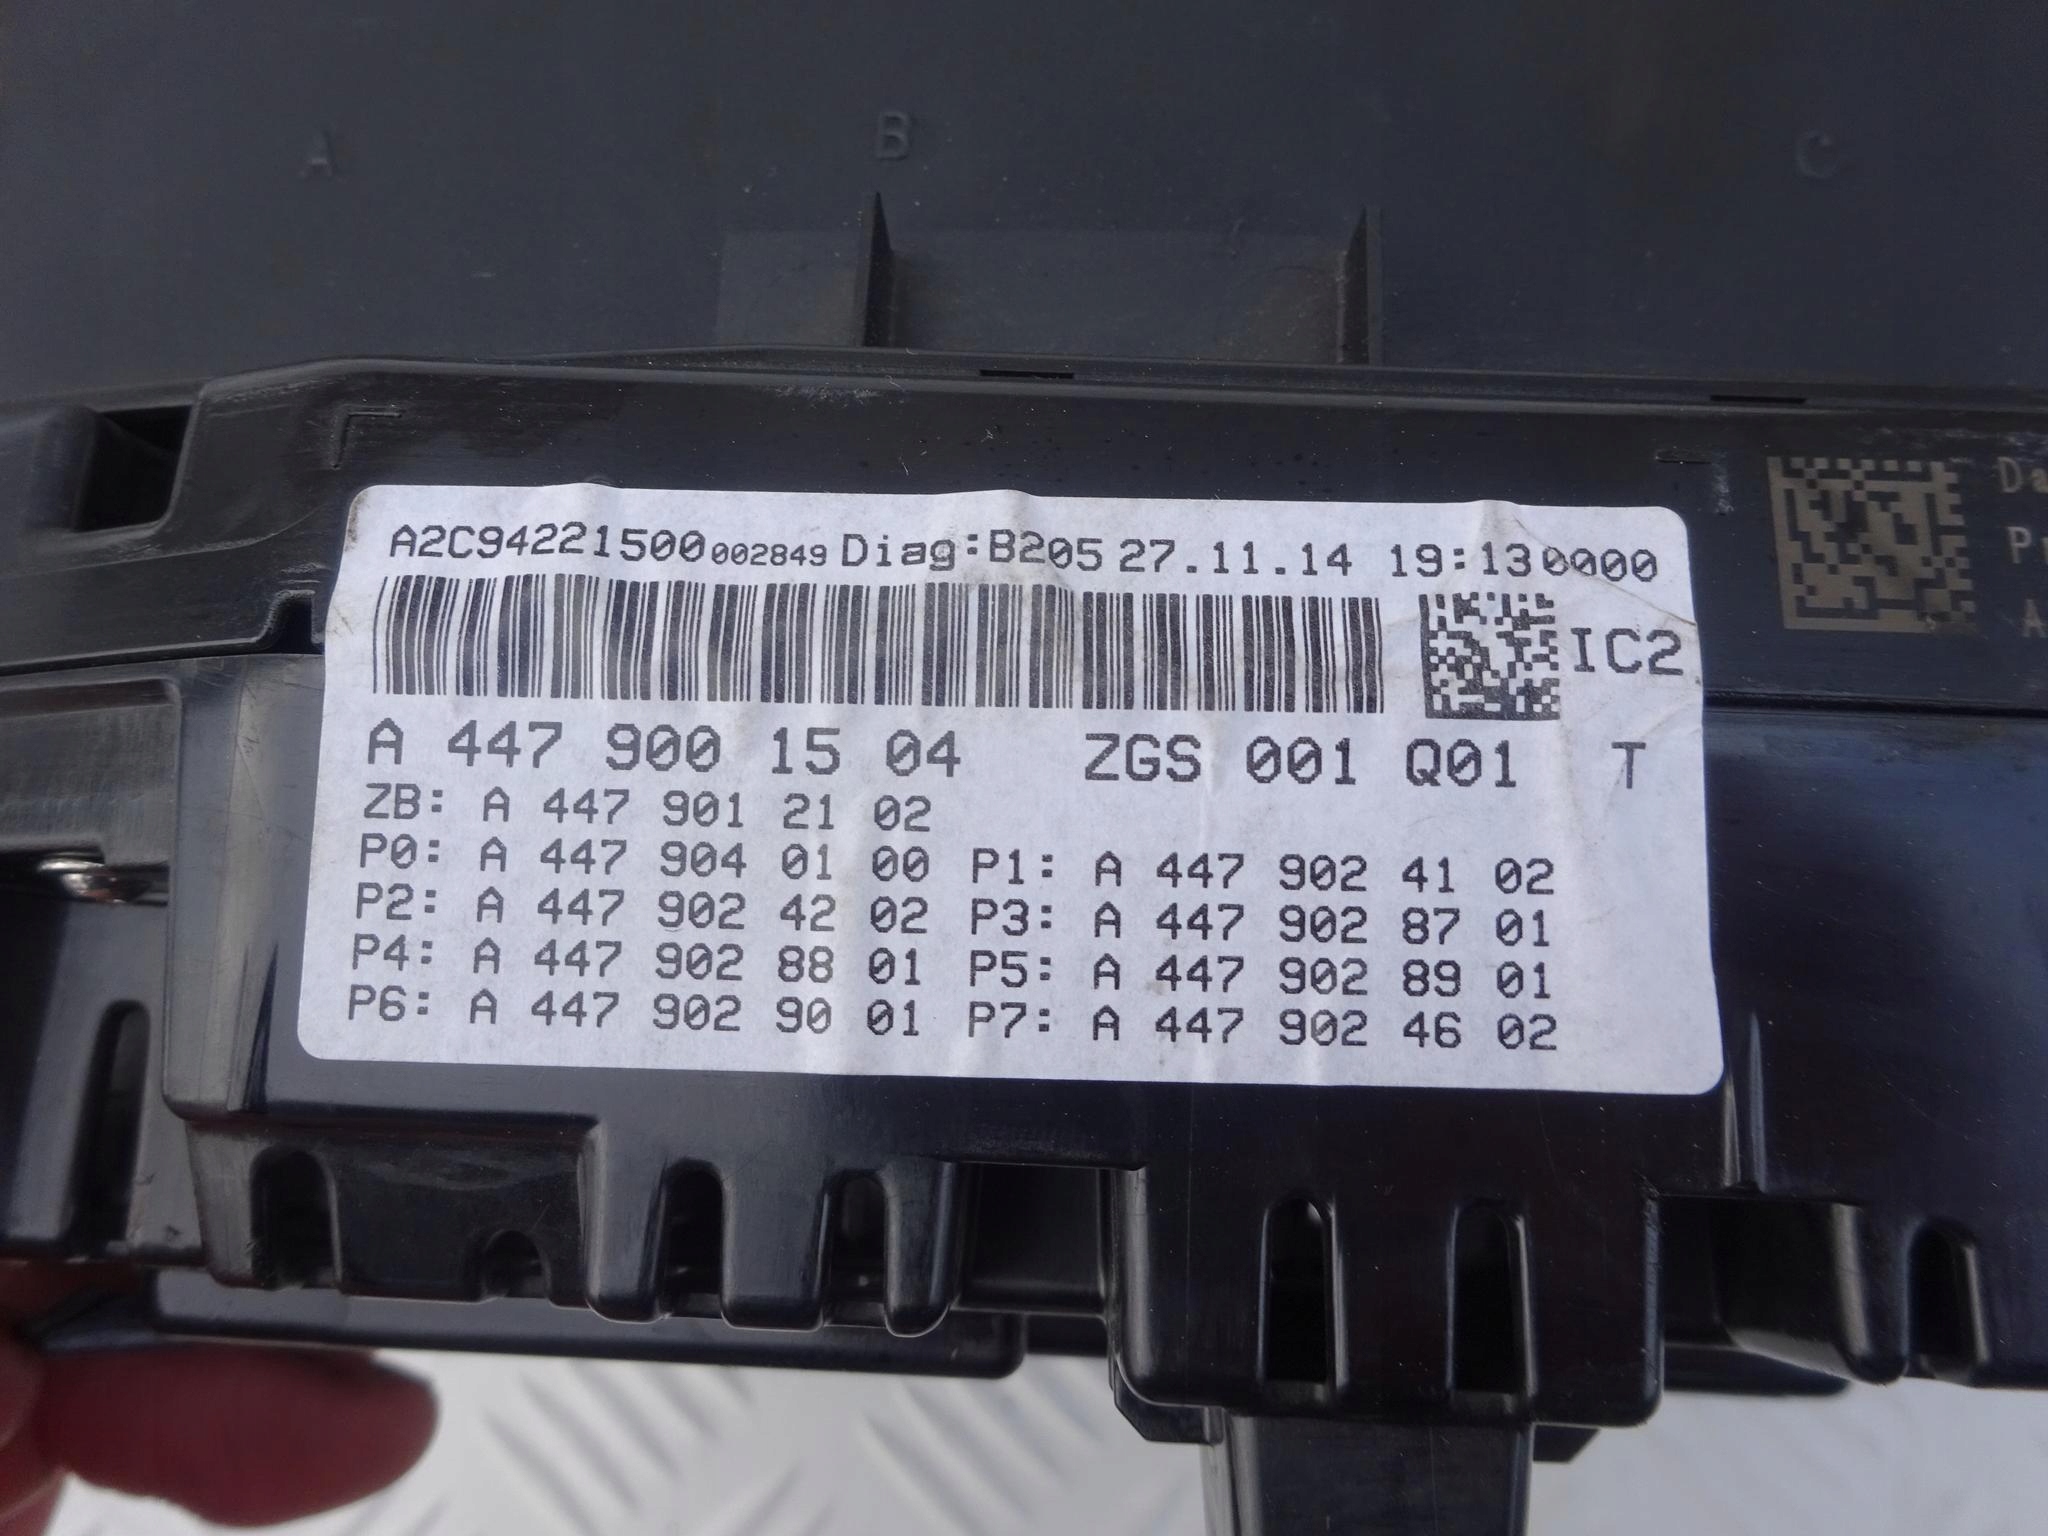 A B C
A2C94221500 002849 Diag:B205 27.11.14 19:13 0000
IC2
A 447 900 15 04 ZGS 001 Q01 T
ZB: A 447 901 21 02
P0: A 447 904 01 00 P1: A 447 902 41 02
P2: A 447 902 42 02 P3: A 447 902 87 01
P4: A 447 902 88 01 P5: A 447 902 89 01
P6: A 447 902 90 01 P7: A 447 902 46 02